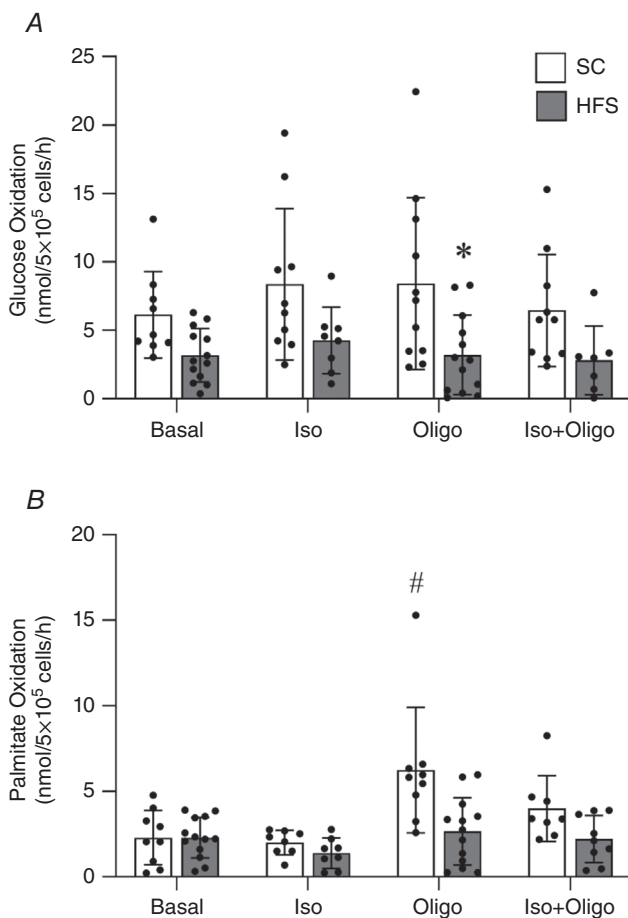 A
25
20
15
10
5
0
Glucose Oxidation
(nmol/5×10⁵ cells/h)
SC
HFS
*
Basal Iso Oligo Iso+Oligo
B
20
15
10
5
0
Palmitate Oxidation
(nmol/5×10⁵ cells/h)
#
Basal Iso Oligo Iso+Oligo